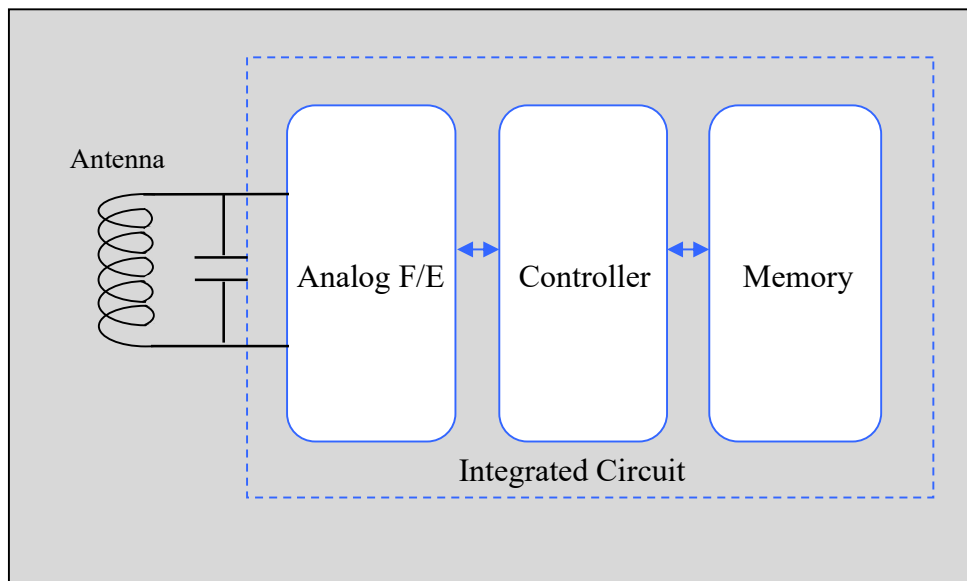 Antenna
Analog F/E
Controller
Memory
Integrated Circuit